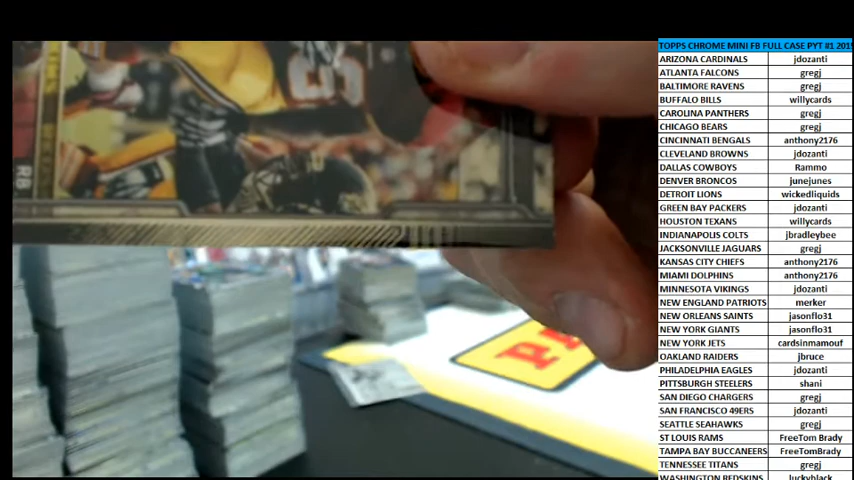 TOPPS CHROME MINI FB FULL CASE PYT #1 201
ARIZONA CARDINALS jdozanti
ATLANTA FALCONS gregj
BALTIMORE RAVENS gregj
BUFFALO BILLS willycards
CAROLINA PANTHERS gregj
CHICAGO BEARS gregj
CINCINNATI BENGALS anthony2176
CLEVELAND BROWNS jdozanti
DALLAS COWBOYS Rammo
DENVER BRONCOS junejunes
DETROIT LIONS wickedliquids
GREEN BAY PACKERS jdozanti
HOUSTON TEXANS willycards
INDIANAPOLIS COLTS jbradleybee
JACKSONVILLE JAGUARS gregj
KANSAS CITY CHIEFS anthony2176
MIAMI DOLPHINS anthony2176
MINNESOTA VIKINGS jdozanti
NEW ENGLAND PATRIOTS merker
NEW ORLEANS SAINTS jasonflo31
NEW YORK GIANTS jasonflo31
NEW YORK JETS cardsinmamouf
OAKLAND RAIDERS jbruce
PHILADELPHIA EAGLES jdozanti
PITTSBURGH STEELERS shani
SAN DIEGO CHARGERS gregj
SAN FRANCISCO 49ERS jdozanti
SEATTLE SEAHAWKS gregj
ST LOUIS RAMS FreeTom Brady
TAMPA BAY BUCCANEERS FreeTomBrady
TENNESSEE TITANS gregj
WASHINGTON REDSKINS luckyblack
RB